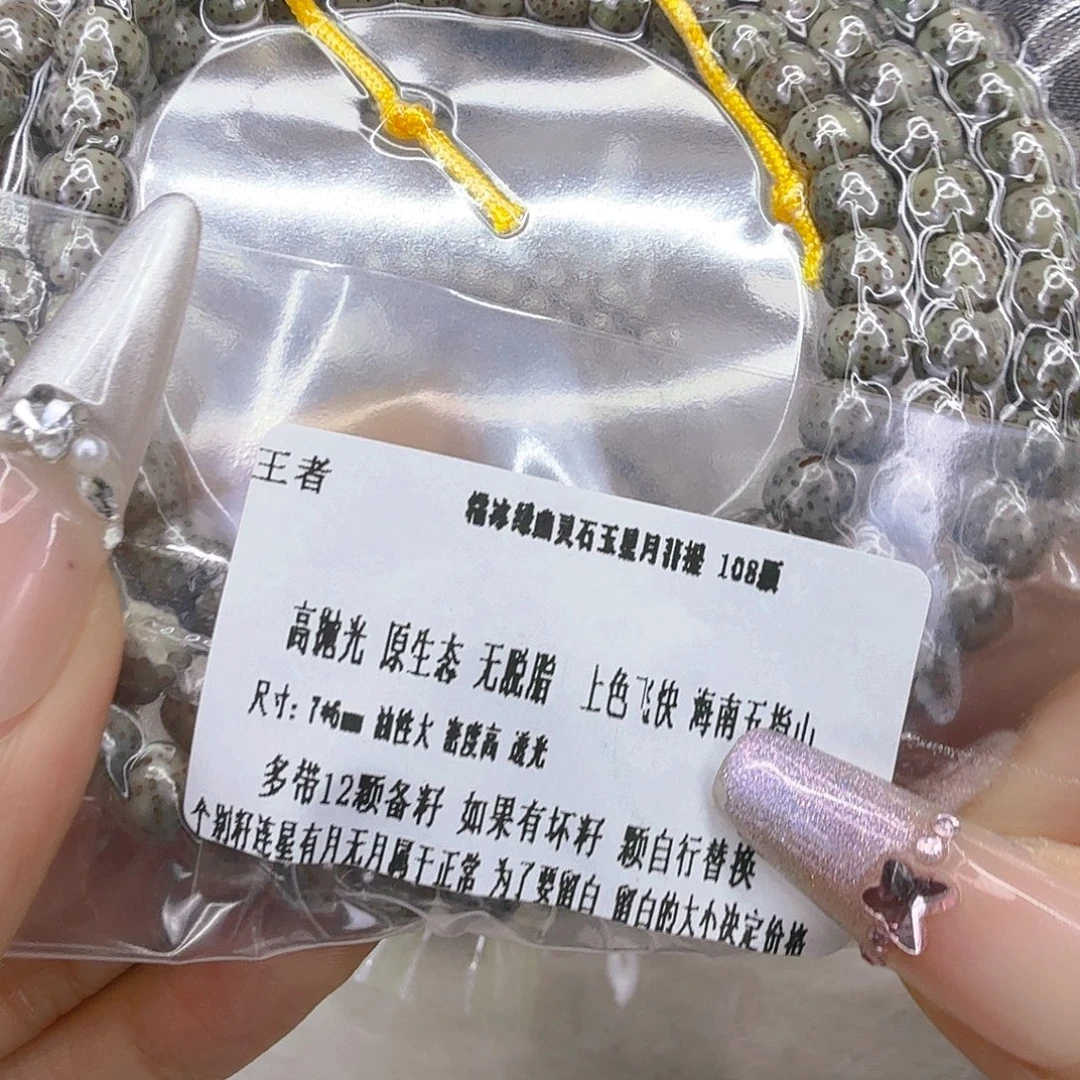 王者
糯冰绿幽灵石玉星月菩提 108颗
高抛光 原生态 无脱脂 上色飞快 海南五指山
尺寸：7*6mm 油性大 密度高 透光
多带12颗备籽 如果有坏籽 颗自行替换
个别籽连星有月无月属于正常 为了要留白 留白的大小决定价格